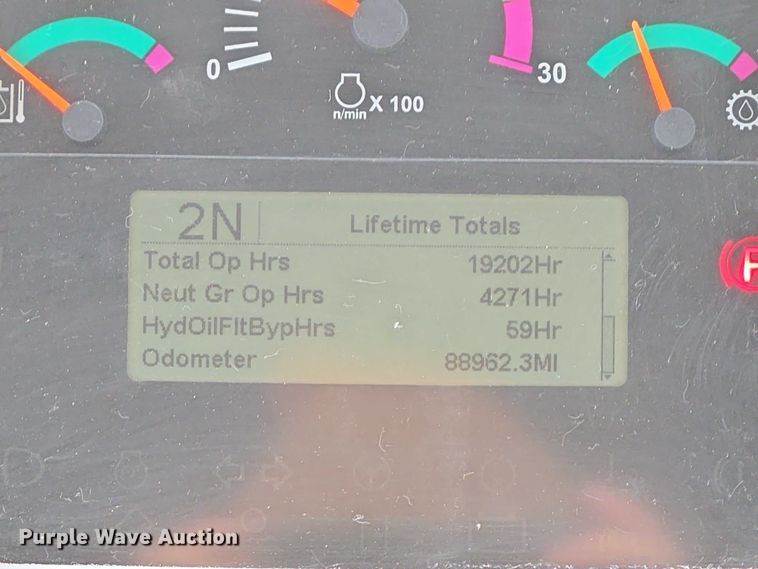 0
30
n/min X 100
2N
Lifetime Totals
Total Op Hrs 19202Hr
Neut Gr Op Hrs 4271Hr
HydOilFltBypHrs 59Hr
Odometer 88962.3MI
P
Purple Wave Auction